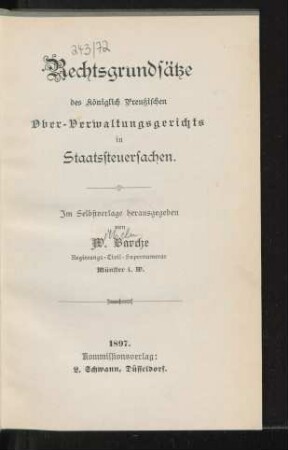 243/72
Rechtsgrundsätze
des Königlich Preußischen
Ober-Verwaltungsgerichts
in
Staatssteuersachen.
Im Selbstverlage herausgegeben
von
W. Barche
Regierungs-Civil-Supernumerar
Münster i. W.
1897.
Kommissionsverlag:
L. Schwann, Düsseldorf.